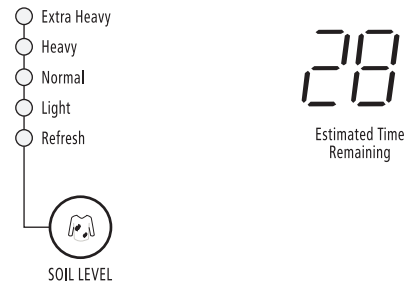 Extra Heavy
Heavy
Normal
Light
Refresh
SOIL LEVEL
28
Estimated Time
Remaining